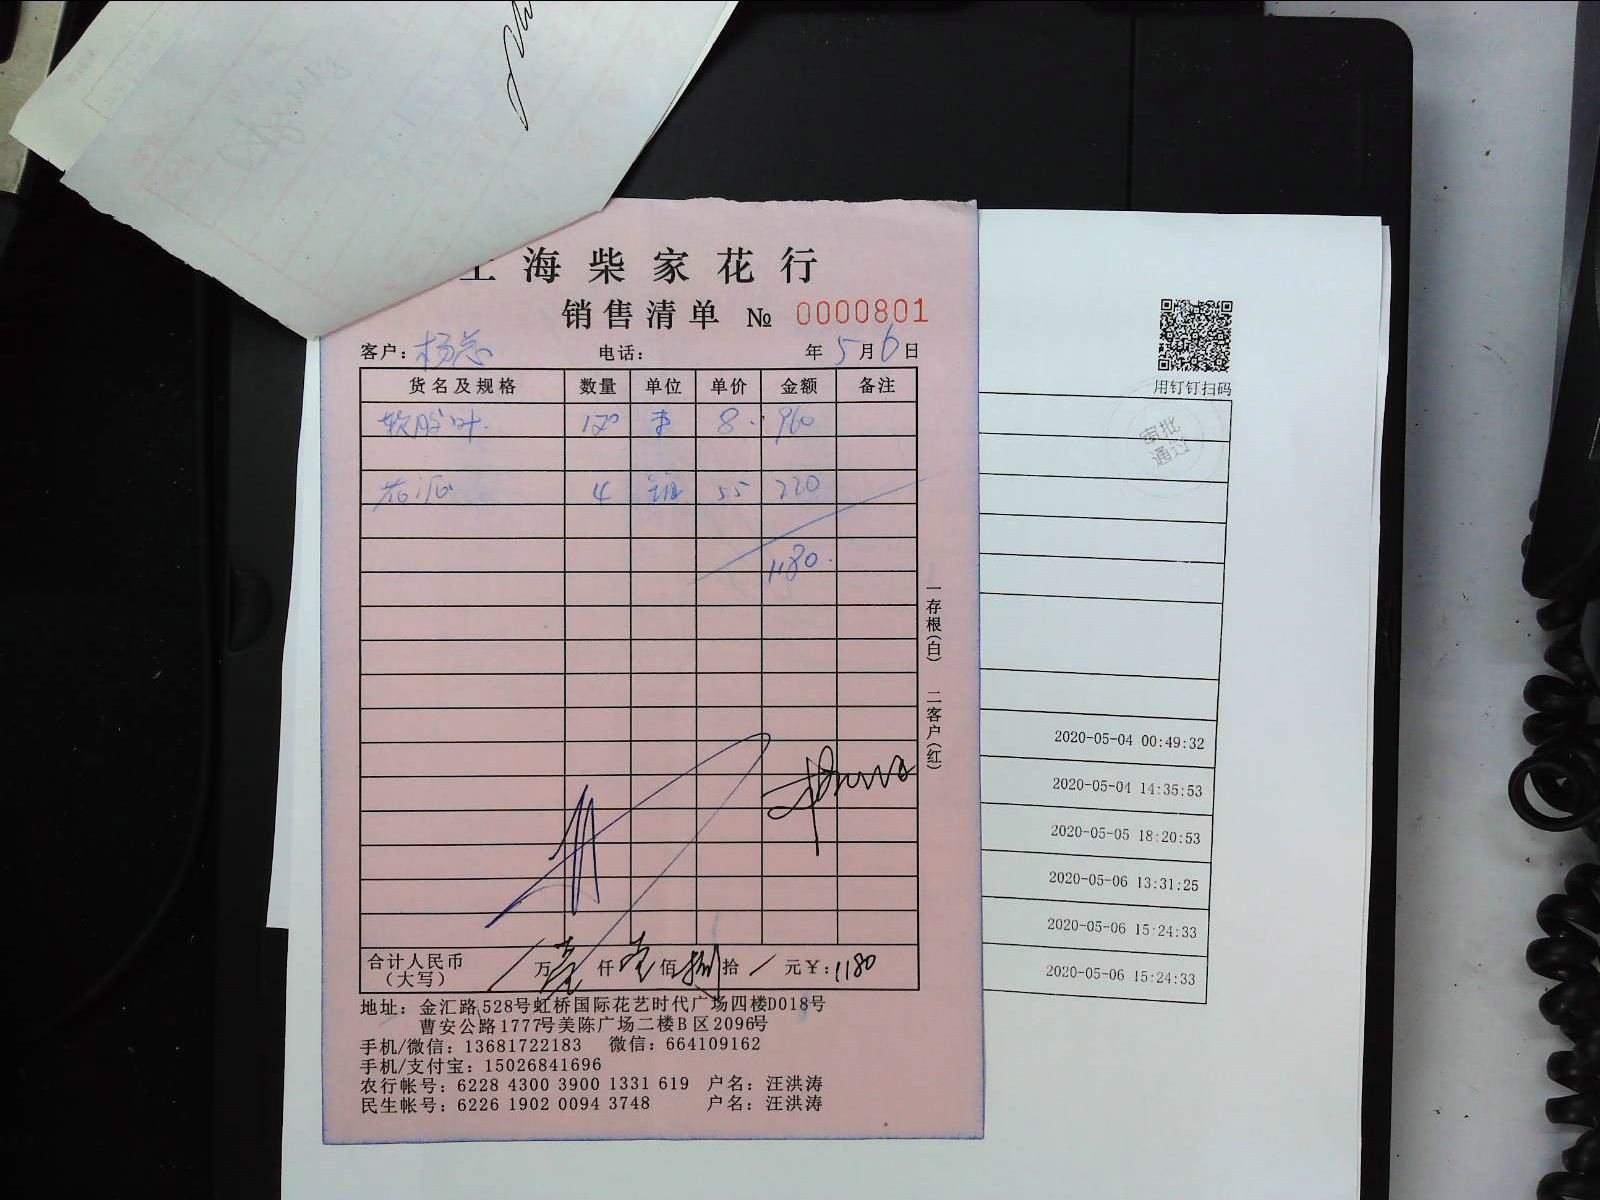 上海柴家花行
销售清单 № 0000801
客户：杨总 电话： 年5月6日
货名及规格 数量 单位 单价 金额 备注
120 8 960
花泥 4 箱 55 220
1180
合计人民币（大写） 万壹仟壹佰捌拾 元￥：1180
地址：金汇路528号虹桥国际花艺时代广场四楼D018号
曹安公路1777号美陈广场二楼B区2096号
手机/微信：13681722183 微信：664109162
手机/支付宝：15026841696
农行帐号：6228 4300 3900 1331 619 户名：汪洪涛
民生帐号：6226 1902 0094 3748 户名：汪洪涛
一存根（白） 二客户（红）
用钉钉扫码
审批
通过
2020-05-04 00:49:32
2020-05-04 14:35:53
2020-05-05 18:20:53
2020-05-06 13:31:25
2020-05-06 15:24:33
2020-05-06 15:24:33